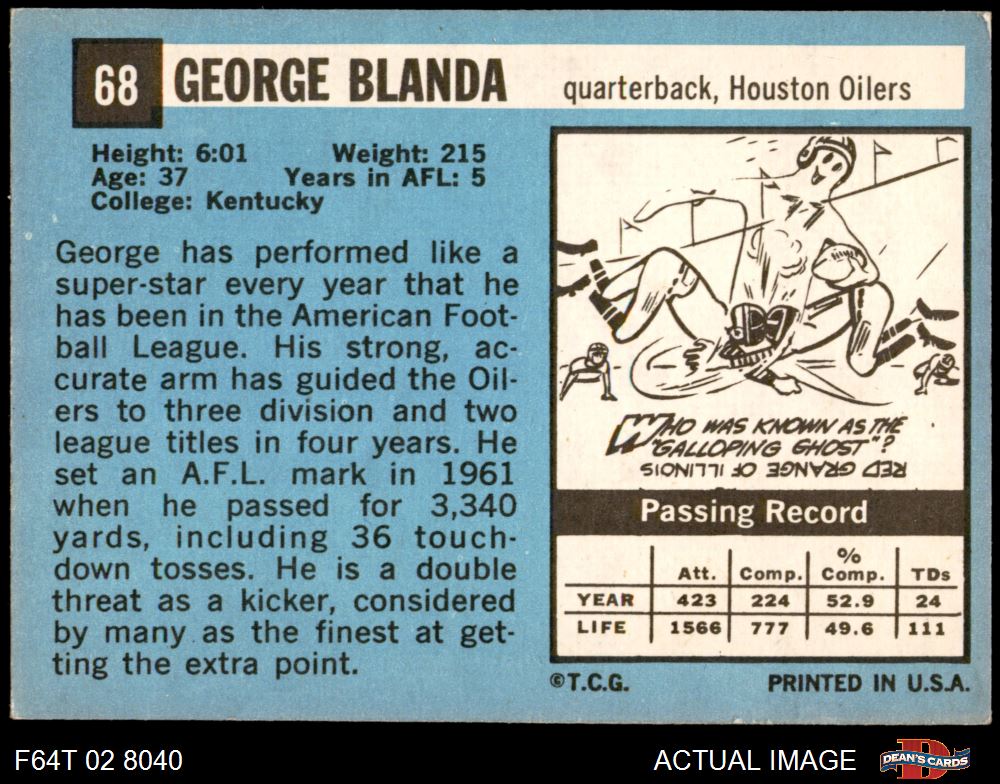 68 GEORGE BLANDA quarterback, Houston Oilers
Height: 6:01 Weight: 215
Age: 37 Years in AFL: 5
College: Kentucky
George has performed like a
super-star every year that he
has been in the American Foot-
ball League. His strong, ac-
curate arm has guided the Oil-
ers to three division and two
league titles in four years. He
set an A.F.L. mark in 1961
when he passed for 3,340
yards, including 36 touch-
down tosses. He is a double
threat as a kicker, considered
by many as the finest at get-
ting the extra point.
WHO WAS KNOWN AS THE
"GALLOPING GHOST"?
RED GRANGE OF ILLINOIS
Passing Record
Att. Comp. % Comp. TDs
YEAR 423 224 52.9 24
LIFE 1566 777 49.6 111
©T.C.G. PRINTED IN U.S.A.
F64T 02 8040 ACTUAL IMAGE DEAN'S CARDS